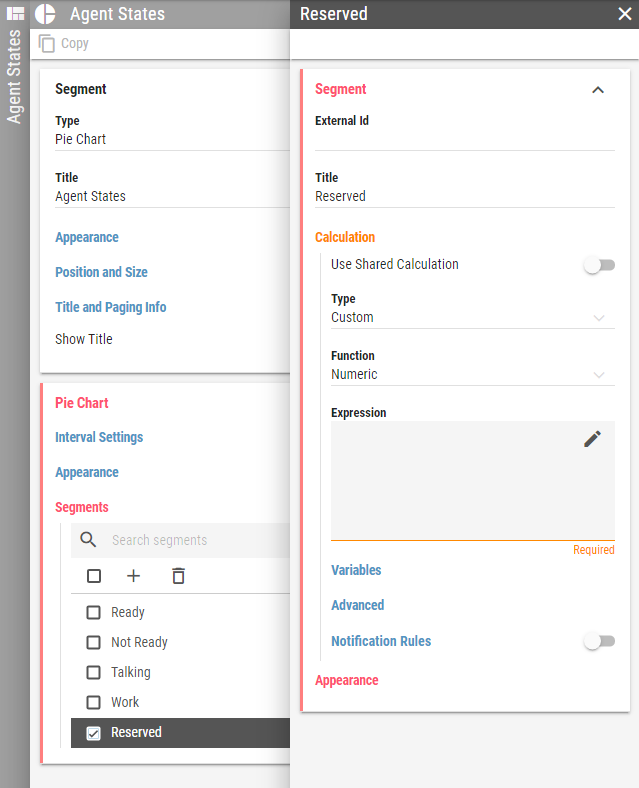 Agent States
Agent States
Copy
Segment
Type
Pie Chart
Title
Agent States
Appearance
Position and Size
Title and Paging Info
Show Title
Pie Chart
Interval Settings
Appearance
Segments
Search segments
Ready
Not Ready
Talking
Work
Reserved
Reserved
Segment
External Id
Title
Reserved
Calculation
Use Shared Calculation
Type
Custom
Function
Numeric
Expression
Required
Variables
Advanced
Notification Rules
Appearance